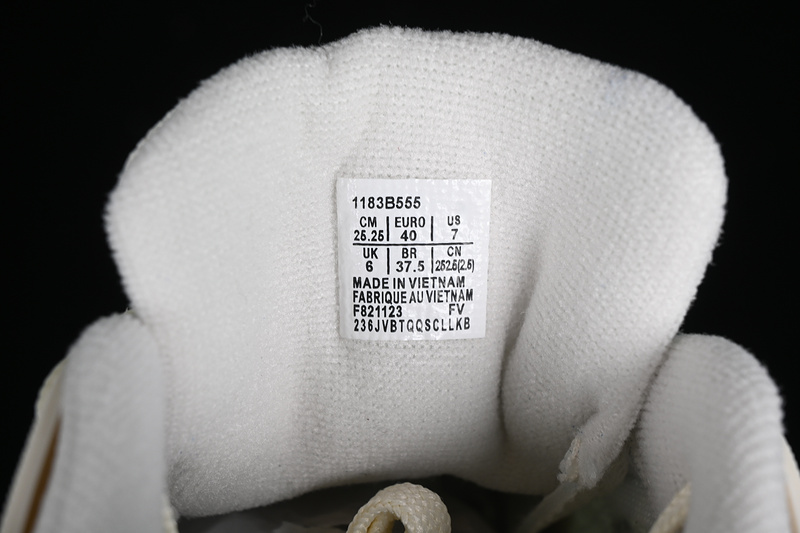 1183B555
CM EURO US
25.25 40 7
UK BR CN
6 37.5 252.5(2.5)
MADE IN VIETNAM
FABRIQUE AU VIETNAM
F821123 FV
236JVBTQQSCLLKB